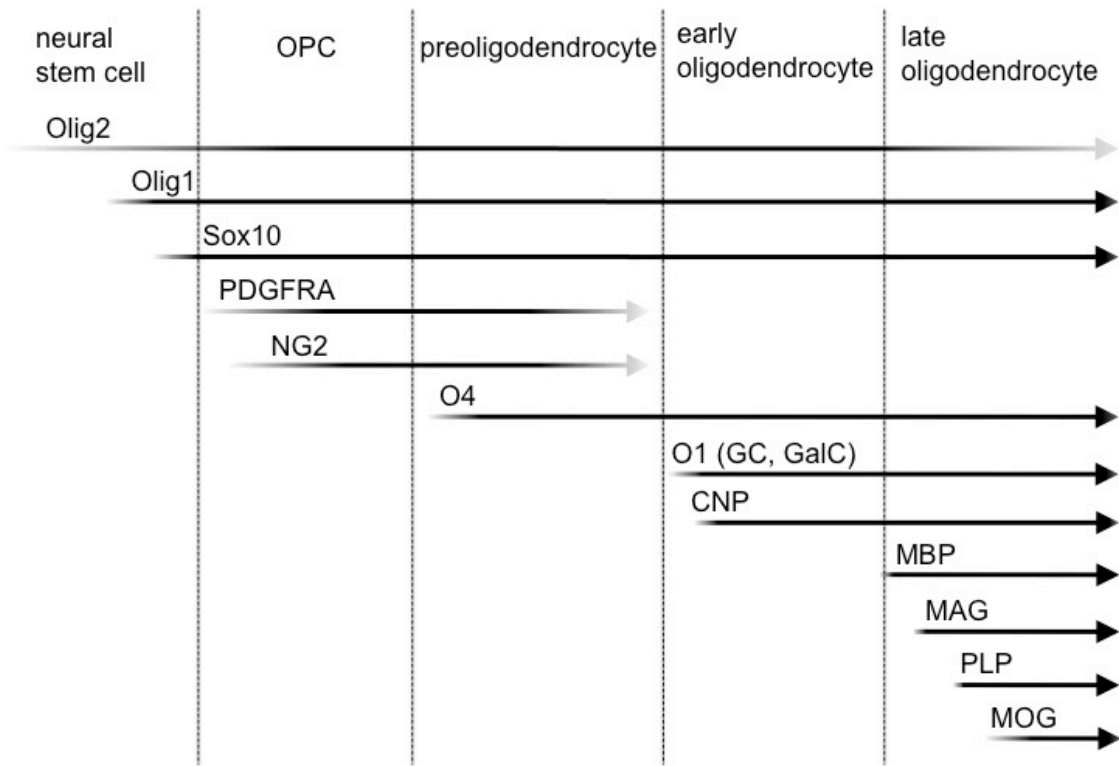 neural
stem cell
OPC
preoligodendrocyte
early
oligodendrocyte
late
oligodendrocyte
Olig2
Olig1
Sox10
PDGFRA
NG2
O4
O1 (GC, GalC)
CNP
MBP
MAG
PLP
MOG